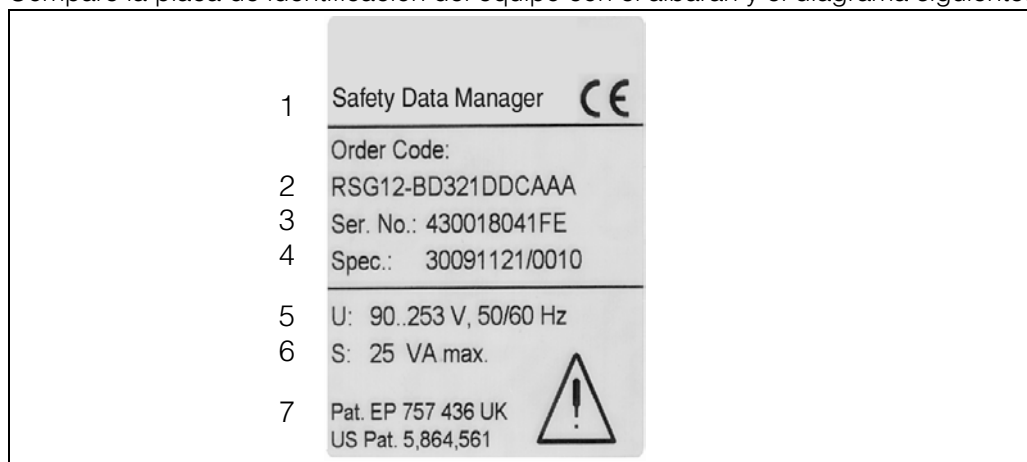 Compare la placa de identificación del equipo con el albarán y el diagrama siguiente
1 Safety Data Manager CE
Order Code:
2 RSG12-BD321DDCAAA
3 Ser. No.: 430018041FE
4 Spec.: 30091121/0010
5 U: 90..253 V, 50/60 Hz
6 S: 25 VA max.
7 Pat. EP 757 436 UK
US Pat. 5,864,561